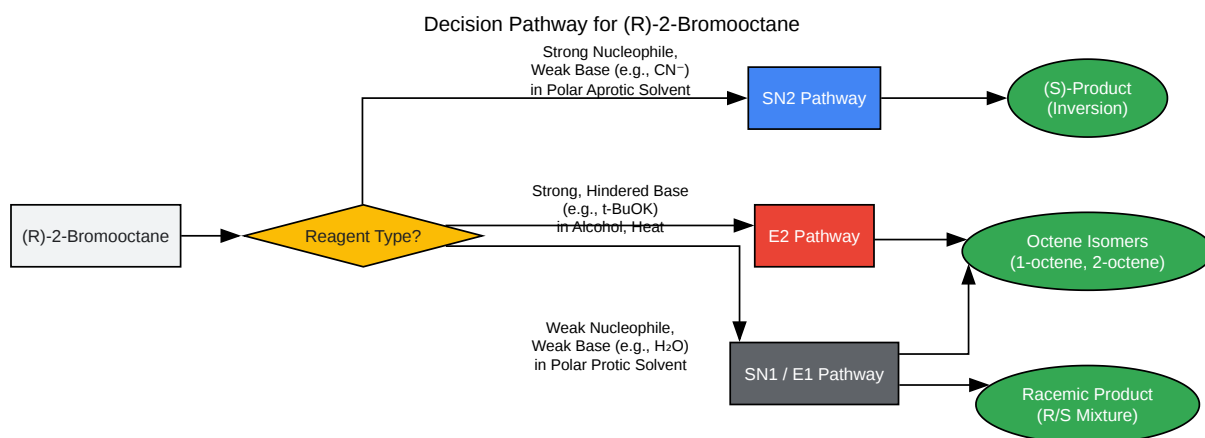 Decision Pathway for (R)-2-Bromooctane
Strong Nucleophile,
Weak Base (e.g., CN⁻)
in Polar Aprotic Solvent
SN2 Pathway
(S)-Product
(Inversion)
(R)-2-Bromooctane
Reagent Type?
Strong, Hindered Base
(e.g., t-BuOK)
in Alcohol, Heat
E2 Pathway
Octene Isomers
(1-octene, 2-octene)
Weak Nucleophile,
Weak Base (e.g., H₂O)
in Polar Protic Solvent
SN1 / E1 Pathway
Racemic Product
(R/S Mixture)